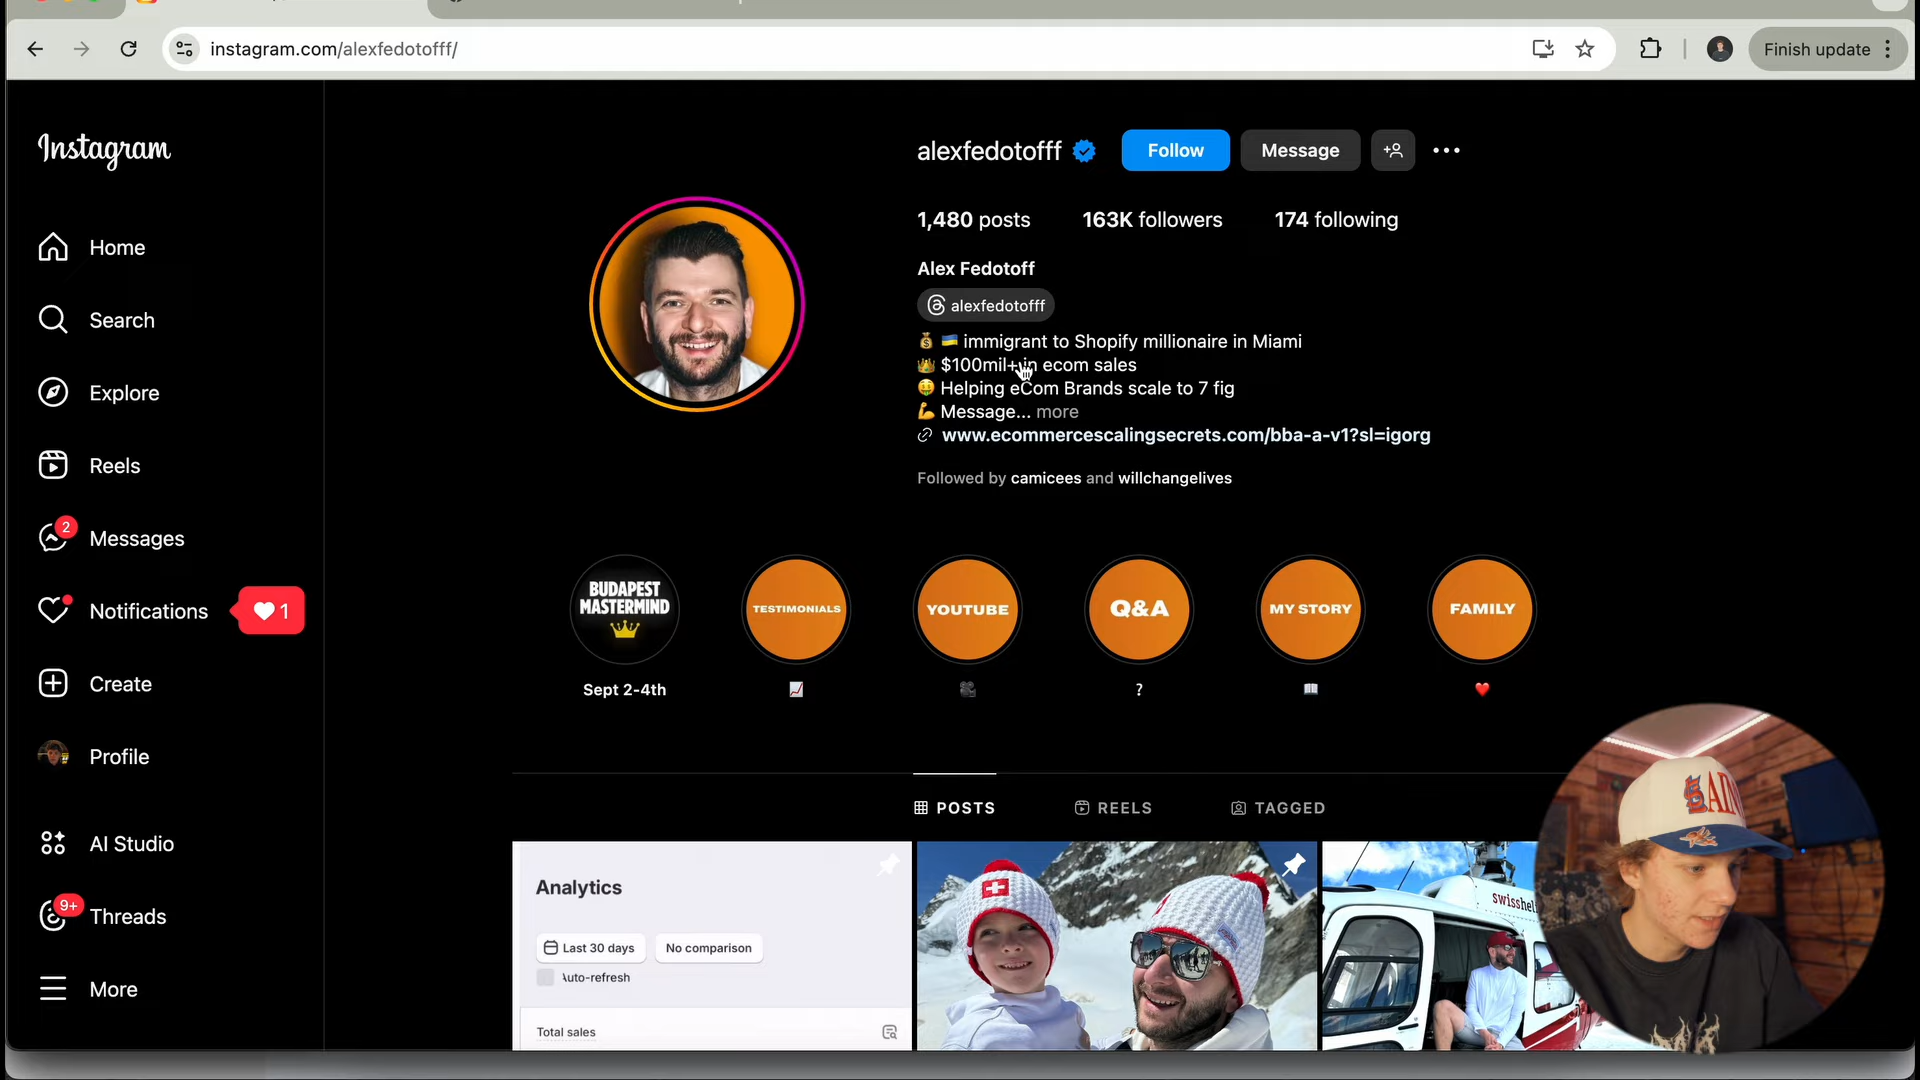 instagram.com/alexfedotofff/
Finish update
Instagram
Home
Search
Explore
Reels
2
Messages
Notifications
1
Create
Profile
AI Studio
9+
Threads
More
alexfedotofff
Follow
Message
1,480 posts
163K followers
174 following
Alex Fedotoff
alexfedotofff
💰 🇺🇦 immigrant to Shopify millionaire in Miami
👑 $100mil+ in ecom sales
🤑 Helping eCom Brands scale to 7 fig
💪 Message... more
www.ecommercescalingsecrets.com/bba-a-v1?sl=igorg
Followed by camicees and willchangelives
BUDAPEST
MASTERMIND
TESTIMONIALS
YOUTUBE
Q&A
MY STORY
FAMILY
Sept 2-4th
📈
🎥
?
📖
❤️
POSTS
REELS
TAGGED
Analytics
Last 30 days
No comparison
Auto-refresh
Total sales